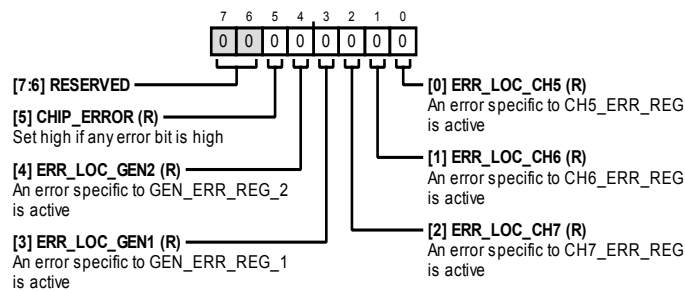 7 6 5 4 3 2 1 0
0 0 0 0 0 0 0 0
[7:6] RESERVED
[5] CHIP_ERROR (R)
Set high if any error bit is high
[4] ERR_LOC_GEN2 (R)
An error specific to GEN_ERR_REG_2
is active
[3] ERR_LOC_GEN1 (R)
An error specific to GEN_ERR_REG_1
is active
[0] ERR_LOC_CH5 (R)
An error specific to CH5_ERR_REG
is active
[1] ERR_LOC_CH6 (R)
An error specific to CH6_ERR_REG
is active
[2] ERR_LOC_CH7 (R)
An error specific to CH7_ERR_REG
is active